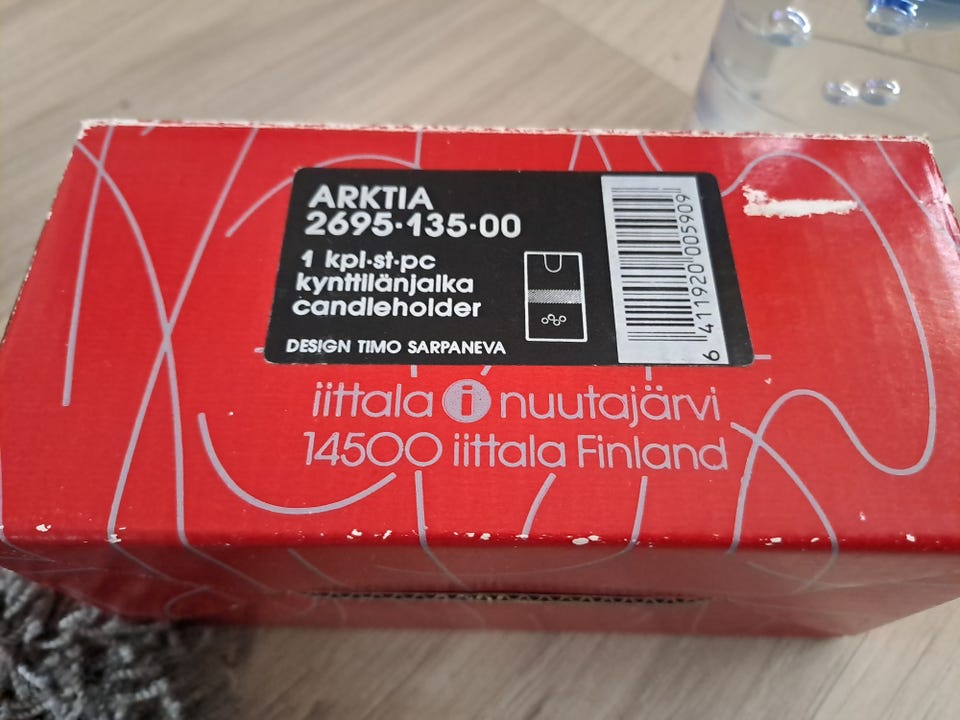 ARKTIA
2695·135·00
1 kpl·st·pc
kynttilänjalka
candleholder
DESIGN TIMO SARPANEVA
6 411920 005909
iittala i nuutajärvi
14500 iittala Finland